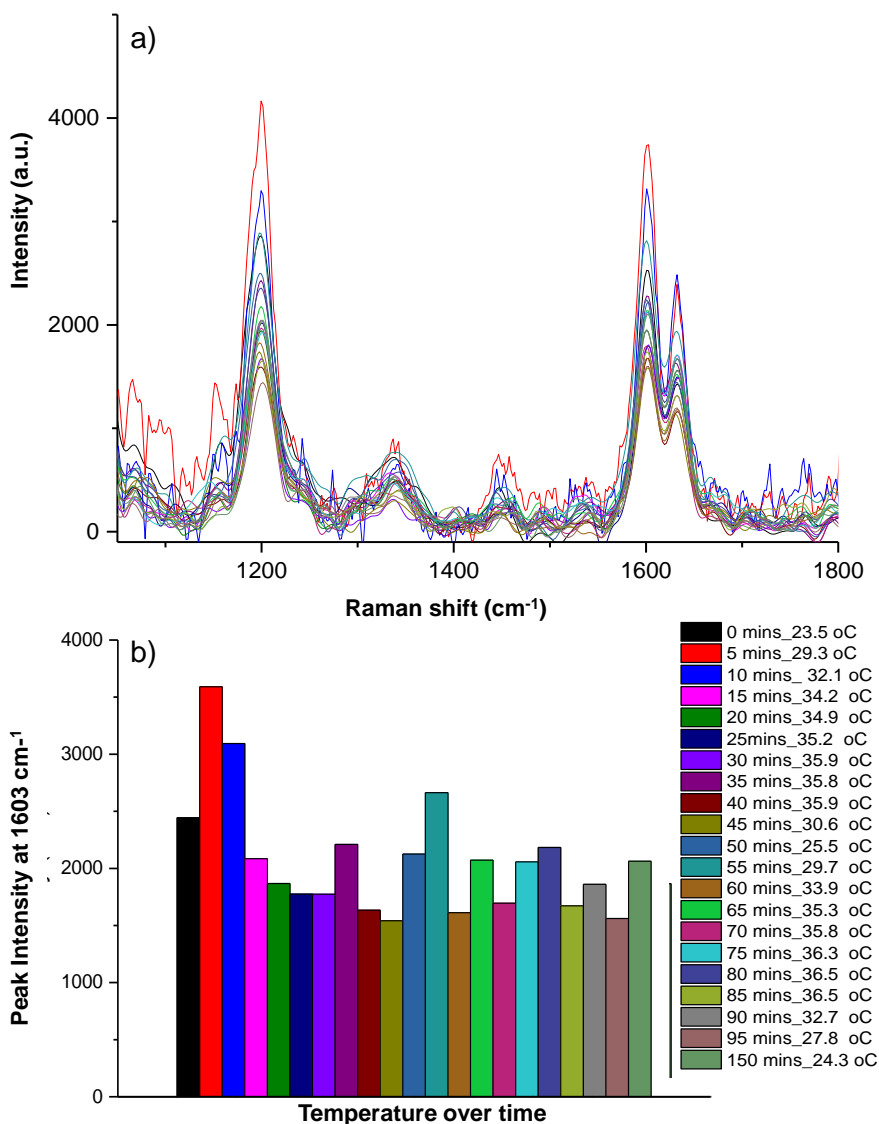 a)
4000
2000
0
Intensity (a.u.)
1200
1400
1600
1800
Raman shift (cm-1)
b)
4000
3000
2000
1000
0
Peak Intensity at 1603 cm-1
Temperature over time
0 mins_23.5 oC
5 mins_29.3 oC
10 mins_ 32.1 oC
15 mins_34.2 oC
20 mins_34.9 oC
25mins_35.2 oC
30 mins_35.9 oC
35 mins_35.8 oC
40 mins_35.9 oC
45 mins_30.6 oC
50 mins_25.5 oC
55 mins_29.7 oC
60 mins_33.9 oC
65 mins_35.3 oC
70 mins_35.8 oC
75 mins_36.3 oC
80 mins_36.5 oC
85 mins_36.5 oC
90 mins_32.7 oC
95 mins_27.8 oC
150 mins_24.3 oC